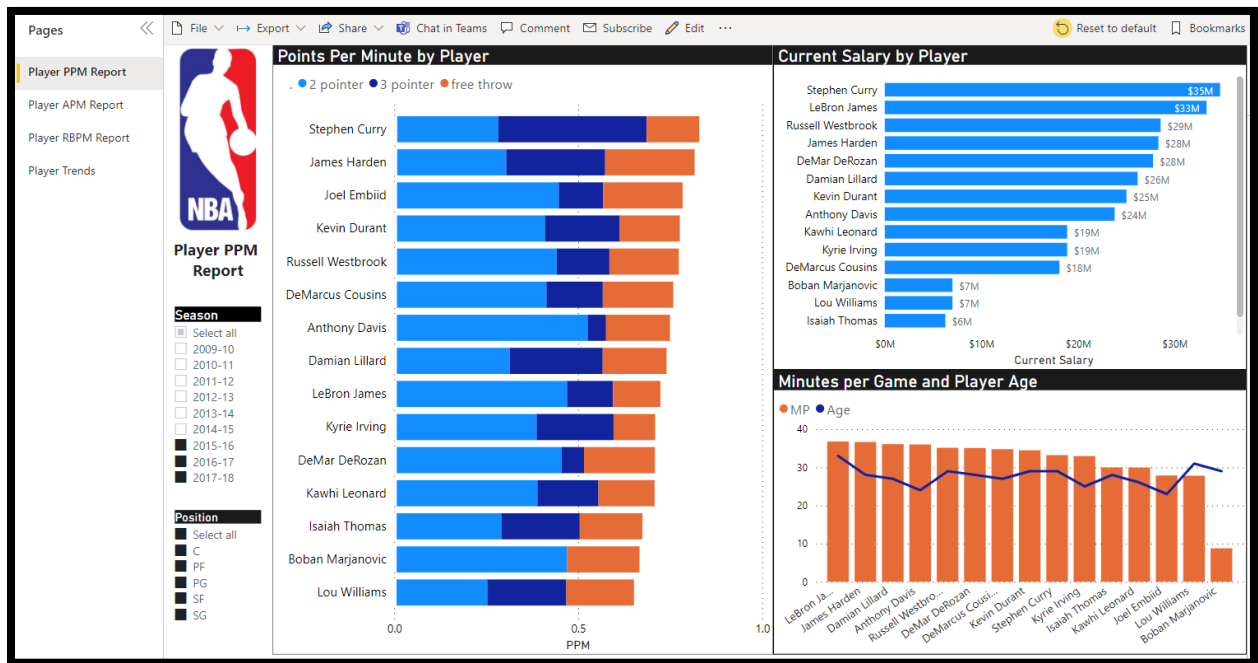 Pages
Player PPM Report
Player APM Report
Player RBPM Report
Player Trends
File Export Share Chat in Teams Comment Subscribe Edit ... Reset to default Bookmarks
NBA
Player PPM
Report
Season
Select all
2009-10
2010-11
2011-12
2012-13
2013-14
2014-15
2015-16
2016-17
2017-18
Position
Select all
C
PF
PG
SF
SG
Points Per Minute by Player
. 2 pointer 3 pointer free throw
Stephen Curry
James Harden
Joel Embiid
Kevin Durant
Russell Westbrook
DeMarcus Cousins
Anthony Davis
Damian Lillard
LeBron James
Kyrie Irving
DeMar DeRozan
Kawhi Leonard
Isaiah Thomas
Boban Marjanovic
Lou Williams
0.0 0.5 1.0
PPM
Current Salary by Player
Stephen Curry $35M
LeBron James $33M
Russell Westbrook $29M
James Harden $28M
DeMar DeRozan $28M
Damian Lillard $26M
Kevin Durant $25M
Anthony Davis $24M
Kawhi Leonard $19M
Kyrie Irving $19M
DeMarcus Cousins $18M
Boban Marjanovic $7M
Lou Williams $7M
Isaiah Thomas $6M
$0M $10M $20M $30M
Current Salary
Minutes per Game and Player Age
MP Age
40
30
20
10
0
LeBron Ja...
James Harden
Damian Lillard
Anthony Davis
Russell Westbro...
DeMar DeRozan
DeMarcus Cousi...
Kevin Durant
Stephen Curry
Kyrie Irving
Isaiah Thomas
Kawhi Leonard
Joel Embiid
Lou Williams
Boban Marjanovic